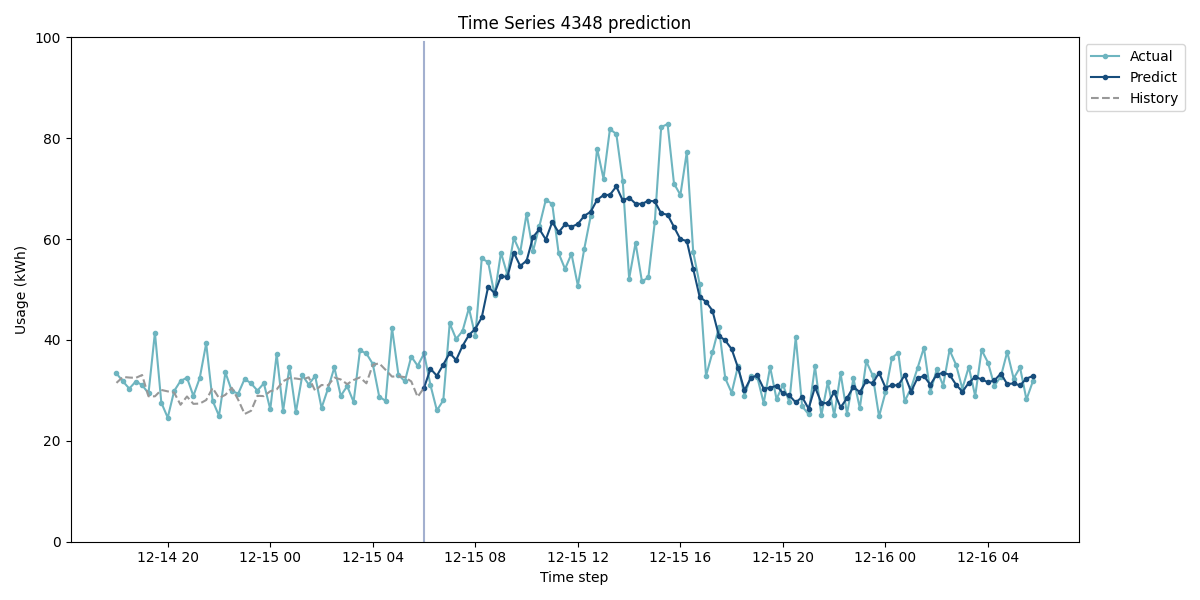 Time Series 4348 prediction
100
80
60
40
20
0
Usage (kWh)
12-14 20
12-15 00
12-15 04
12-15 08
12-15 12
12-15 16
12-15 20
12-16 00
12-16 04
Time step
Actual
Predict
History